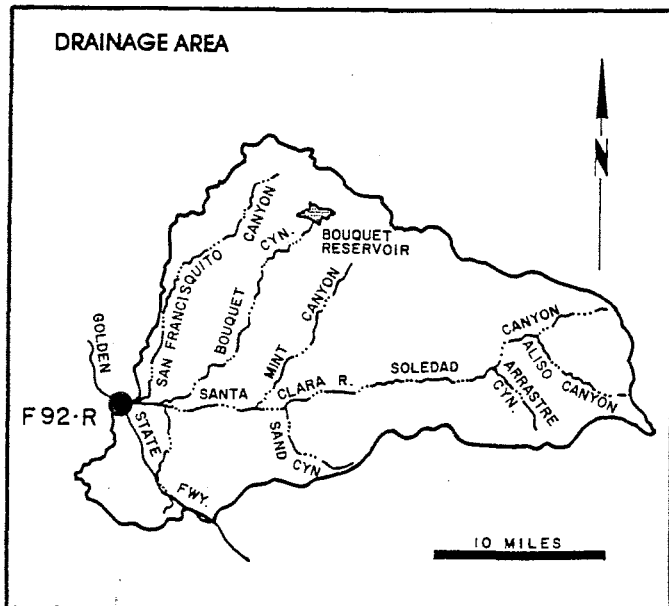 DRAINAGE AREA
N
SAN FRANCISQUITO CANYON
BOUQUET CYN.
BOUQUET
RESERVOIR
MINT CANYON
GOLDEN STATE FWY.
F92-R
SANTA CLARA R.
SOLEDAD CANYON
ALISO CANYON
ARRASTRE
CYN.
SAND CYN
10 MILES